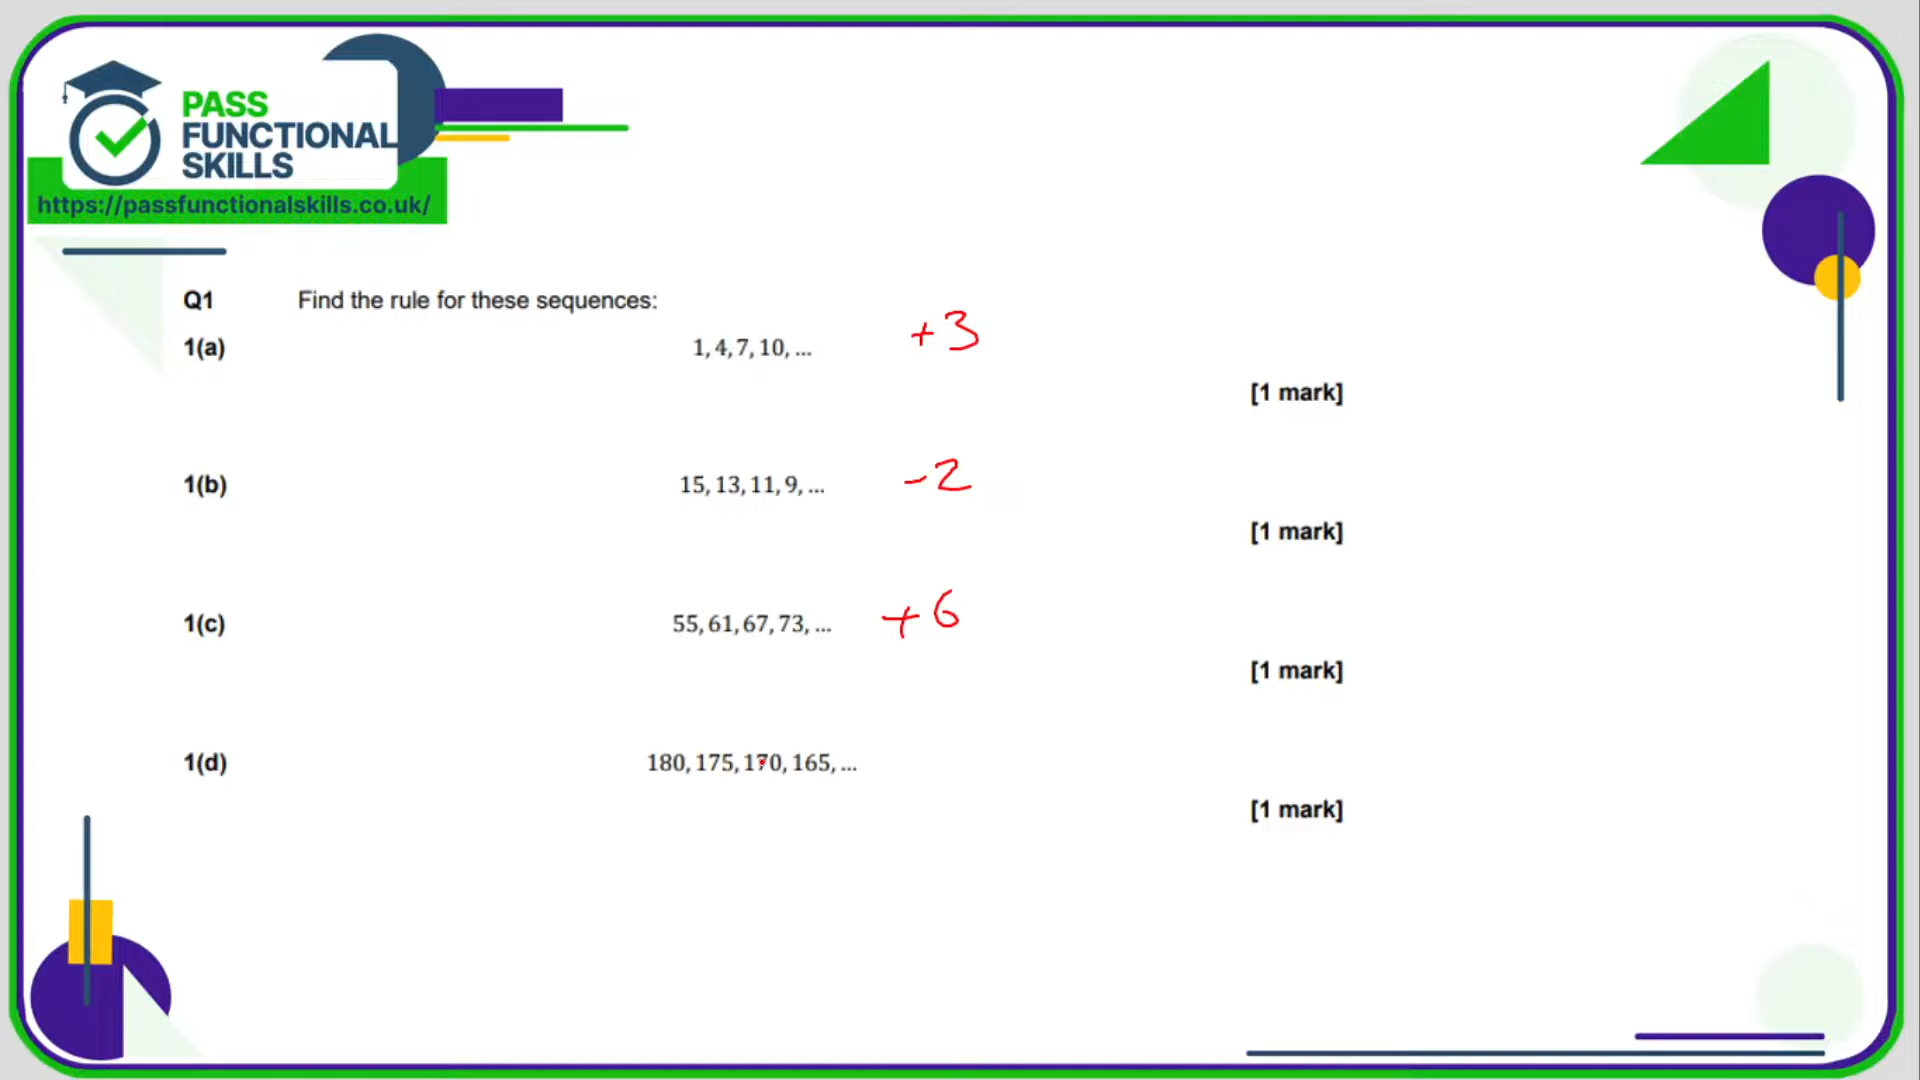 PASS
FUNCTIONAL
SKILLS
https://passfunctionalskills.co.uk/
Q1 Find the rule for these sequences:
1(a) 1, 4, 7, 10, ... +3
[1 mark]
1(b) 15, 13, 11, 9, ... -2
[1 mark]
1(c) 55, 61, 67, 73, ... +6
[1 mark]
1(d) 180, 175, 170, 165, ...
[1 mark]